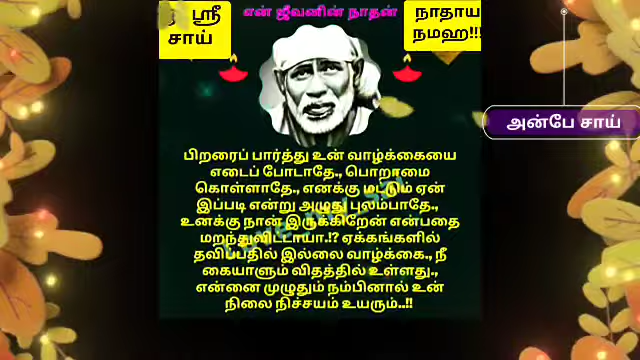 ஸ்ரீ
சாய்
என் ஜீவனின் நாதன்
நாதாய
நமஹ!!!
அன்பே சாய்
பிறரைப் பார்த்து உன் வாழ்க்கையை
எடைப் போடாதே., பொறாமை
கொள்ளாதே., எனக்கு மட்டும் ஏன்
இப்படி என்று அழுது புலம்பாதே.,
உனக்கு நான் இருக்கிறேன் என்பதை
மறந்துவிட்டாயா.!? ஏக்கங்களில்
தவிப்பதில் இல்லை வாழ்க்கை., நீ
கையாளும் விதத்தில் உள்ளது.,
என்னை முழுதும் நம்பினால் உன்
நிலை நிச்சயம் உயரும்..!!